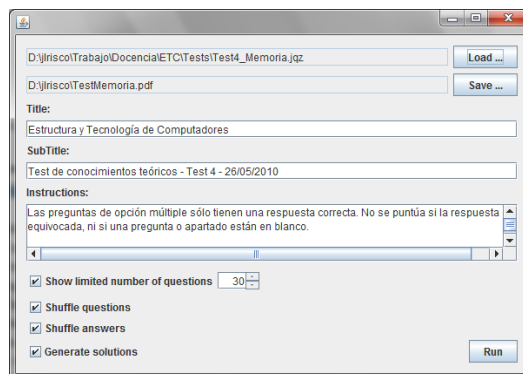 D:\jlrisco\Trabajo\Docencia\ETC\Tests\Test4_Memoria.jqz
Load ...
D:\jlrisco\TestMemoria.pdf
Save ...
Title:
Estructura y Tecnología de Computadores
SubTitle:
Test de conocimientos teóricos - Test 4 - 26/05/2010
Instructions:
Las preguntas de opción múltiple sólo tienen una respuesta correcta. No se puntúa si la respuesta
equivocada, ni si una pregunta o apartado están en blanco.
Show limited number of questions 30
Shuffle questions
Shuffle answers
Generate solutions
Run